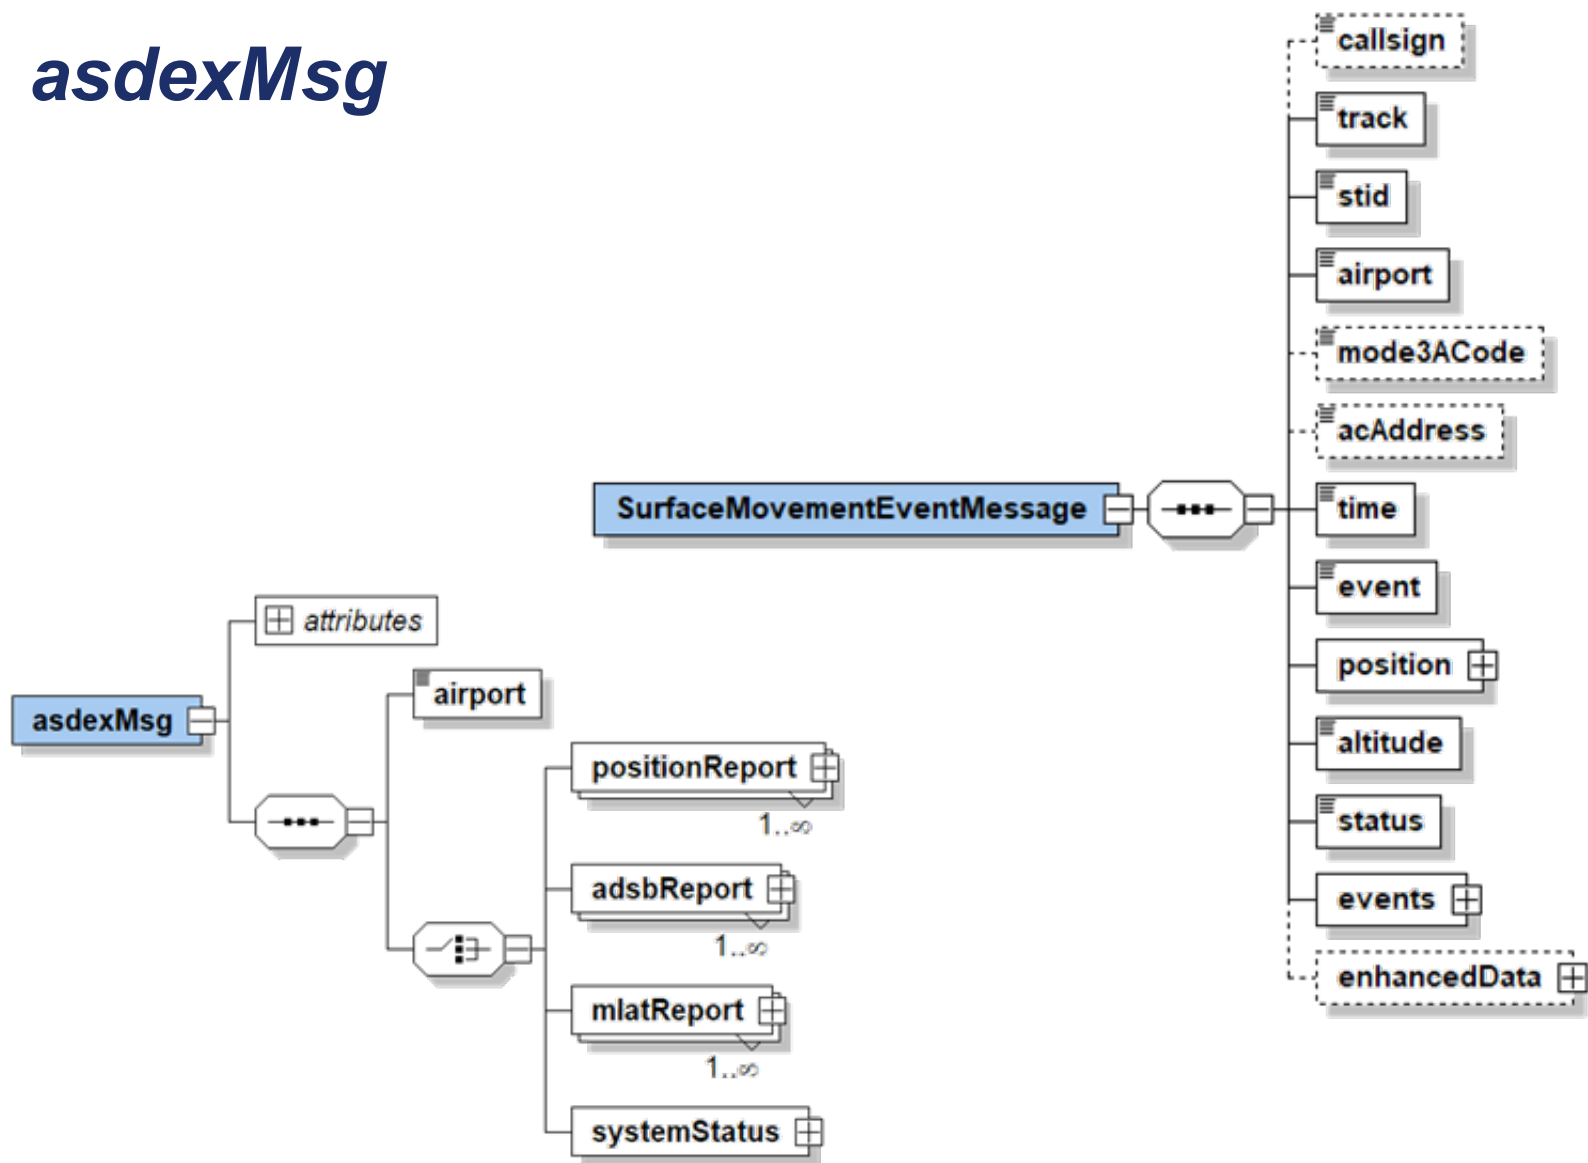 asdexMsg
callsign
track
stid
airport
mode3ACode
acAddress
SurfaceMovementEventMessage
time
event
position
altitude
status
events
enhancedData
attributes
airport
asdexMsg
positionReport
1..∞
adsbReport
1..∞
mlatReport
1..∞
systemStatus